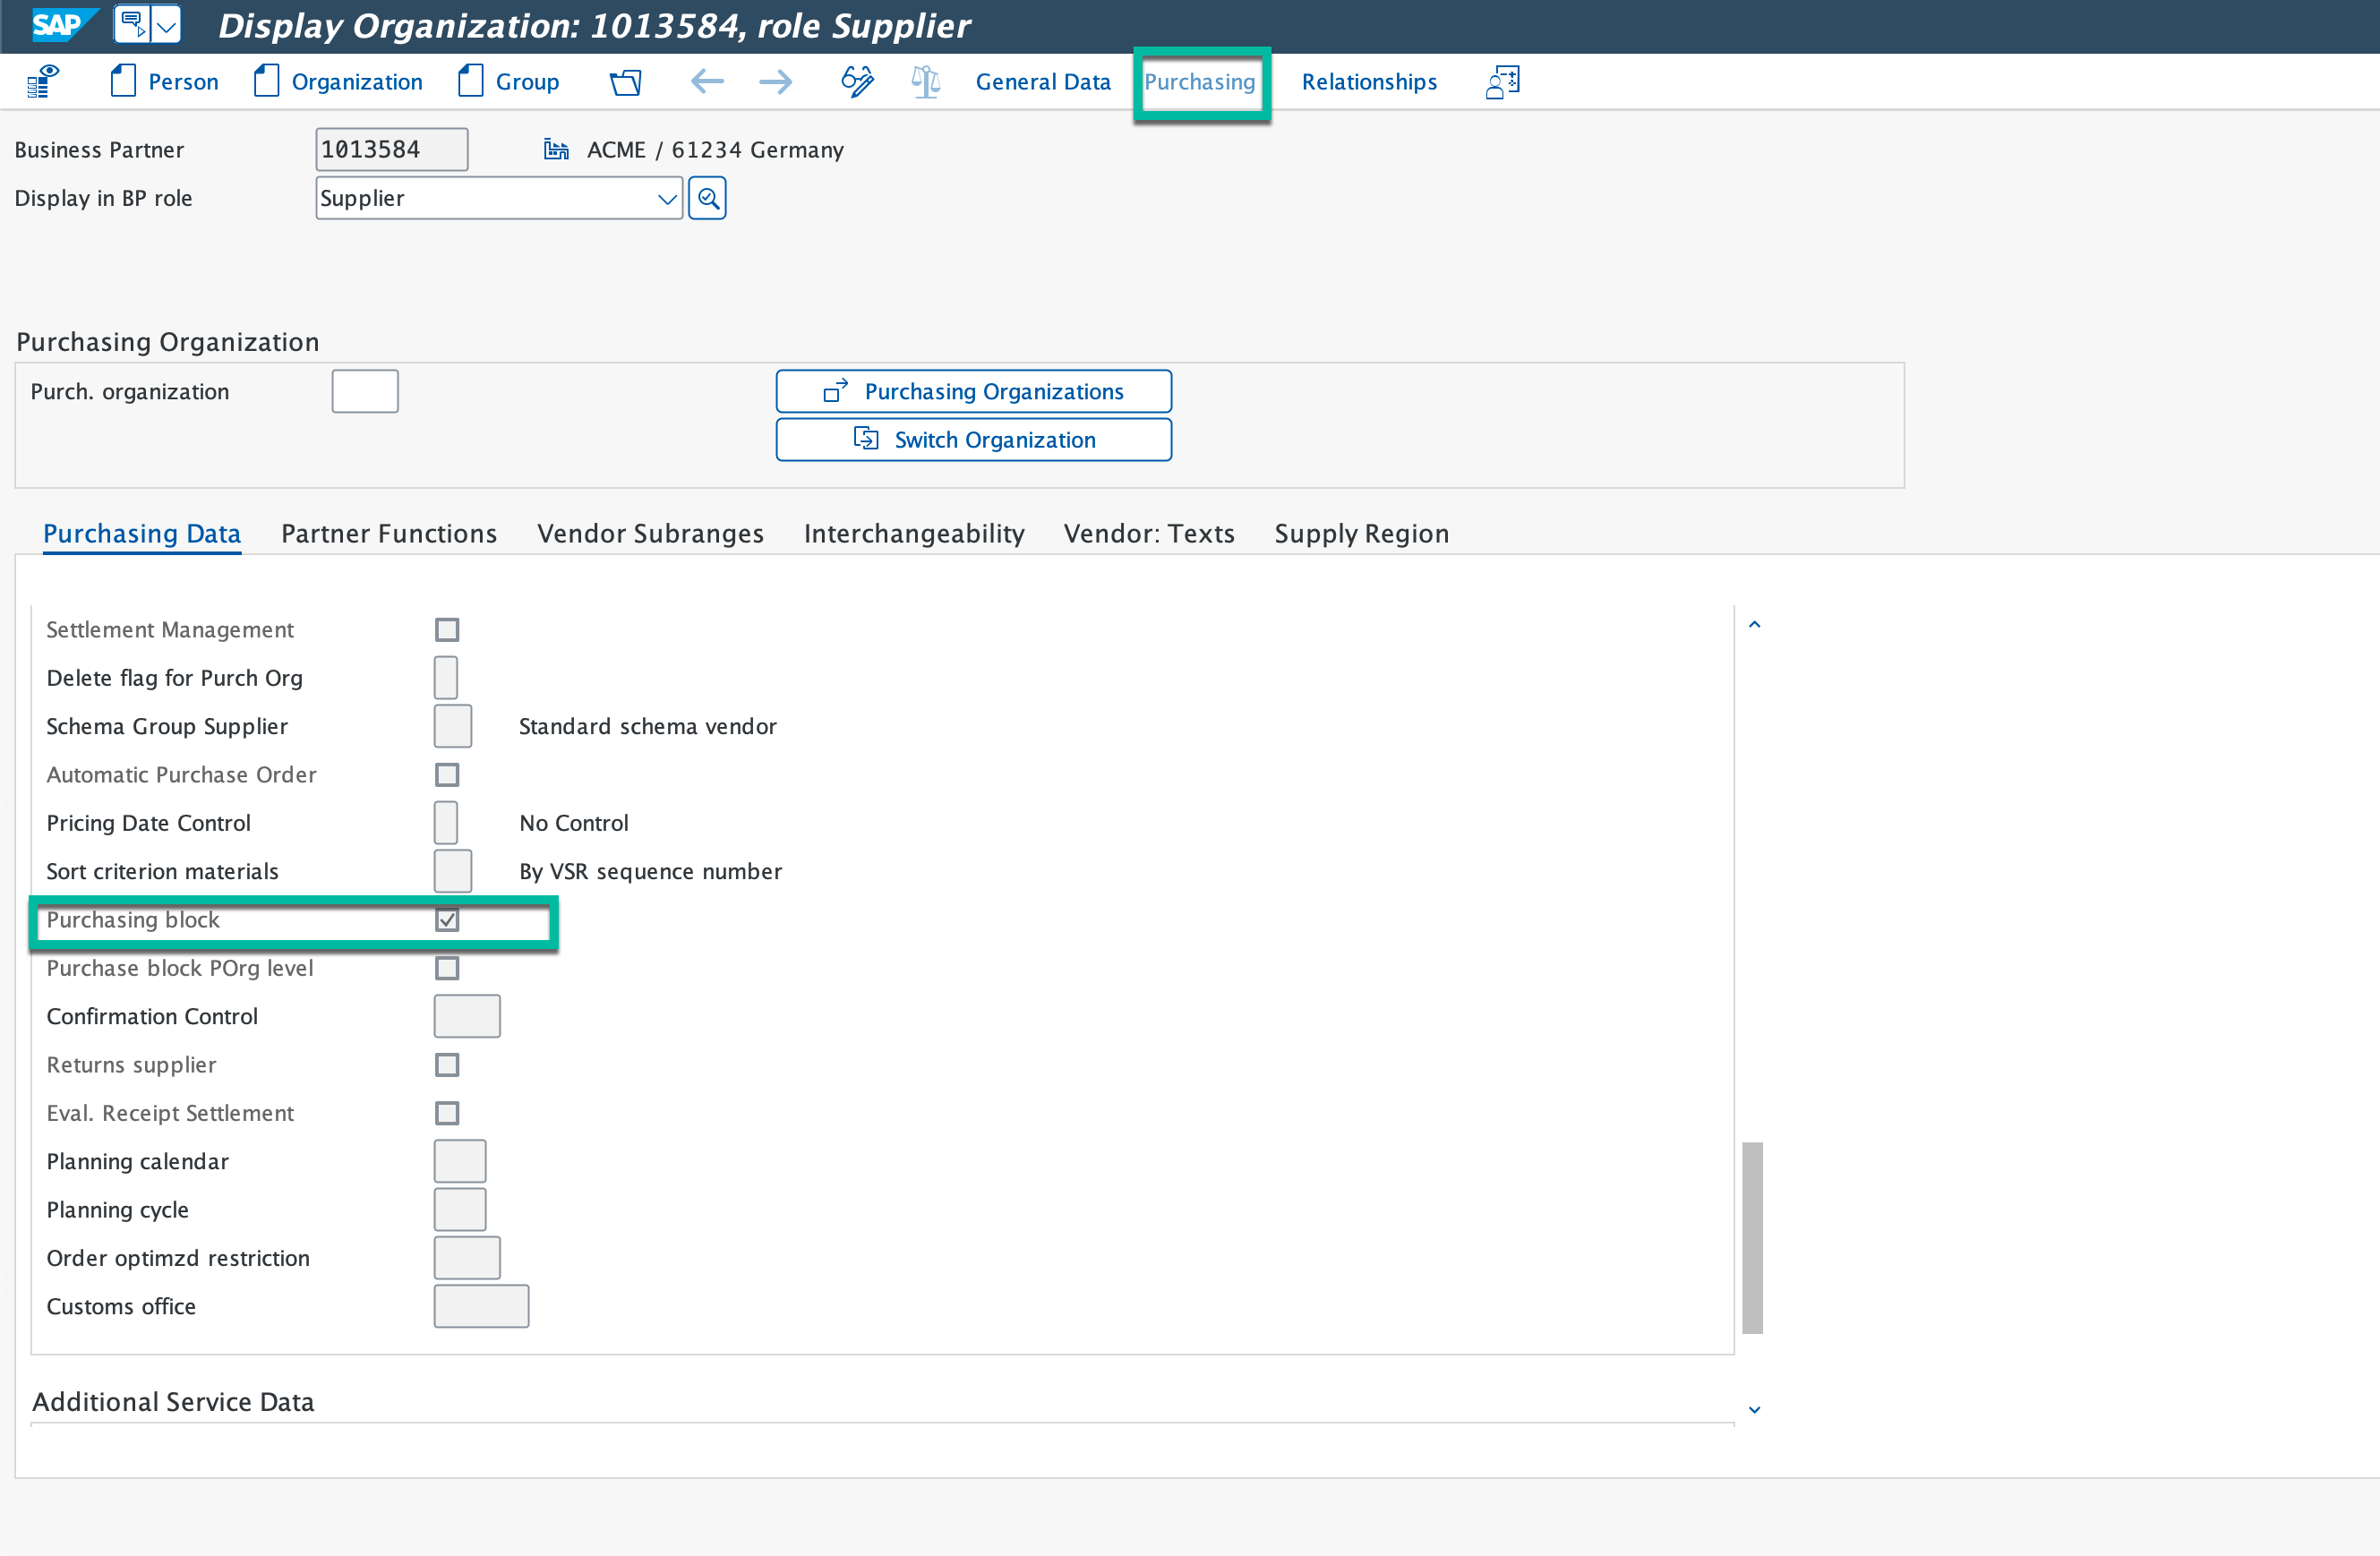 SAP Display Organization: 1013584, role Supplier
Person Organization Group General Data Purchasing Relationships
Business Partner 1013584 ACME / 61234 Germany
Display in BP role Supplier
Purchasing Organization
Purch. organization Purchasing Organizations
Switch Organization
Purchasing Data Partner Functions Vendor Subranges Interchangeability Vendor: Texts Supply Region
Settlement Management
Delete flag for Purch Org
Schema Group Supplier Standard schema vendor
Automatic Purchase Order
Pricing Date Control No Control
Sort criterion materials By VSR sequence number
Purchasing block
Purchase block POrg level
Confirmation Control
Returns supplier
Eval. Receipt Settlement
Planning calendar
Planning cycle
Order optimzd restriction
Customs office
Additional Service Data